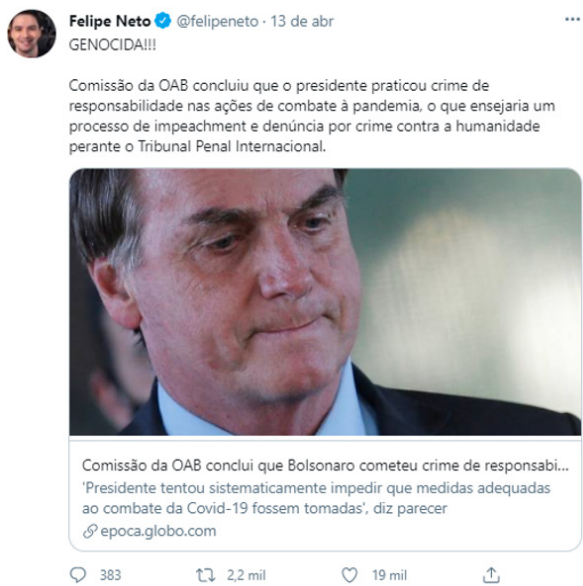 Felipe Neto @felipeneto · 13 de abr
GENOCIDA!!!
Comissão da OAB concluiu que o presidente praticou crime de
responsabilidade nas ações de combate à pandemia, o que ensejaria um
processo de impeachment e denúncia por crime contra a humanidade
perante o Tribunal Penal Internacional.
Comissão da OAB conclui que Bolsonaro cometeu crime de responsabi...
'Presidente tentou sistematicamente impedir que medidas adequadas
ao combate da Covid-19 fossem tomadas', diz parecer
epoca.globo.com
383 2,2 mil 19 mil